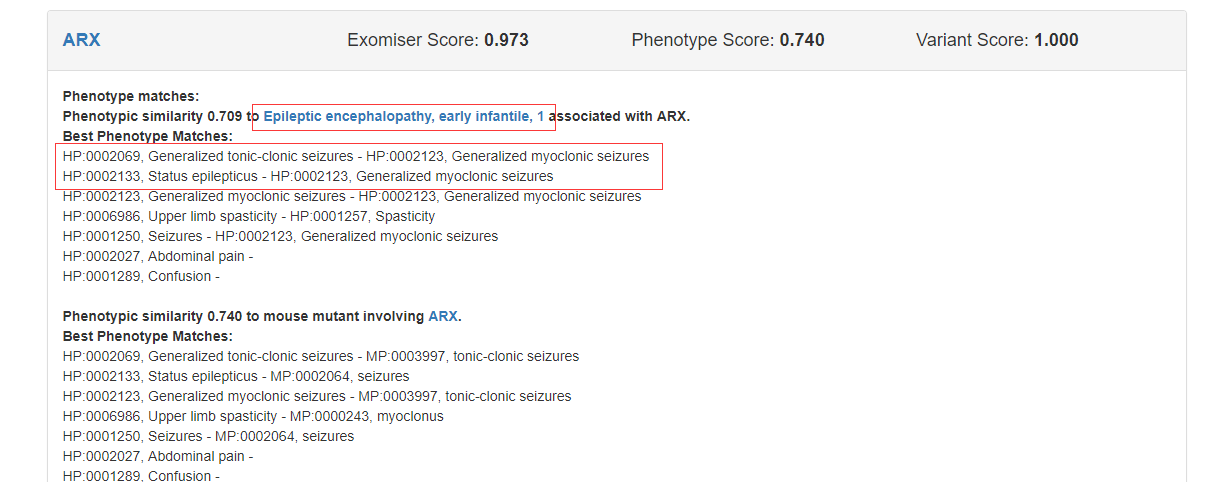 ARX Exomiser Score: 0.973 Phenotype Score: 0.740 Variant Score: 1.000
Phenotype matches:
Phenotypic similarity 0.709 to Epileptic encephalopathy, early infantile, 1 associated with ARX.
Best Phenotype Matches:
HP:0002069, Generalized tonic-clonic seizures - HP:0002123, Generalized myoclonic seizures
HP:0002133, Status epilepticus - HP:0002123, Generalized myoclonic seizures
HP:0002123, Generalized myoclonic seizures - HP:0002123, Generalized myoclonic seizures
HP:0006986, Upper limb spasticity - HP:0001257, Spasticity
HP:0001250, Seizures - HP:0002123, Generalized myoclonic seizures
HP:0002027, Abdominal pain -
HP:0001289, Confusion -
Phenotypic similarity 0.740 to mouse mutant involving ARX.
Best Phenotype Matches:
HP:0002069, Generalized tonic-clonic seizures - MP:0003997, tonic-clonic seizures
HP:0002133, Status epilepticus - MP:0002064, seizures
HP:0002123, Generalized myoclonic seizures - MP:0003997, tonic-clonic seizures
HP:0006986, Upper limb spasticity - MP:0000243, myoclonus
HP:0001250, Seizures - MP:0002064, seizures
HP:0002027, Abdominal pain -
HP:0001289, Confusion -